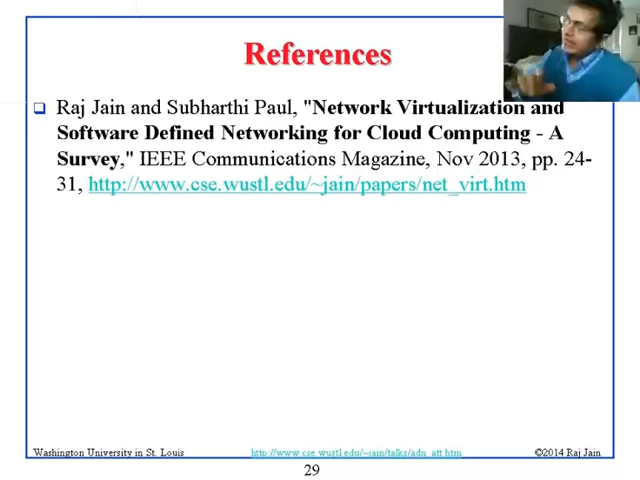 References
Raj Jain and Subharthi Paul, "Network Virtualization and
Software Defined Networking for Cloud Computing - A
Survey," IEEE Communications Magazine, Nov 2013, pp. 24-
31, http://www.cse.wustl.edu/~jain/papers/net_virt.htm
Washington University in St. Louis
http://www.cse.wustl.edu/~jain/talks/adn_att.htm
©2014 Raj Jain
29